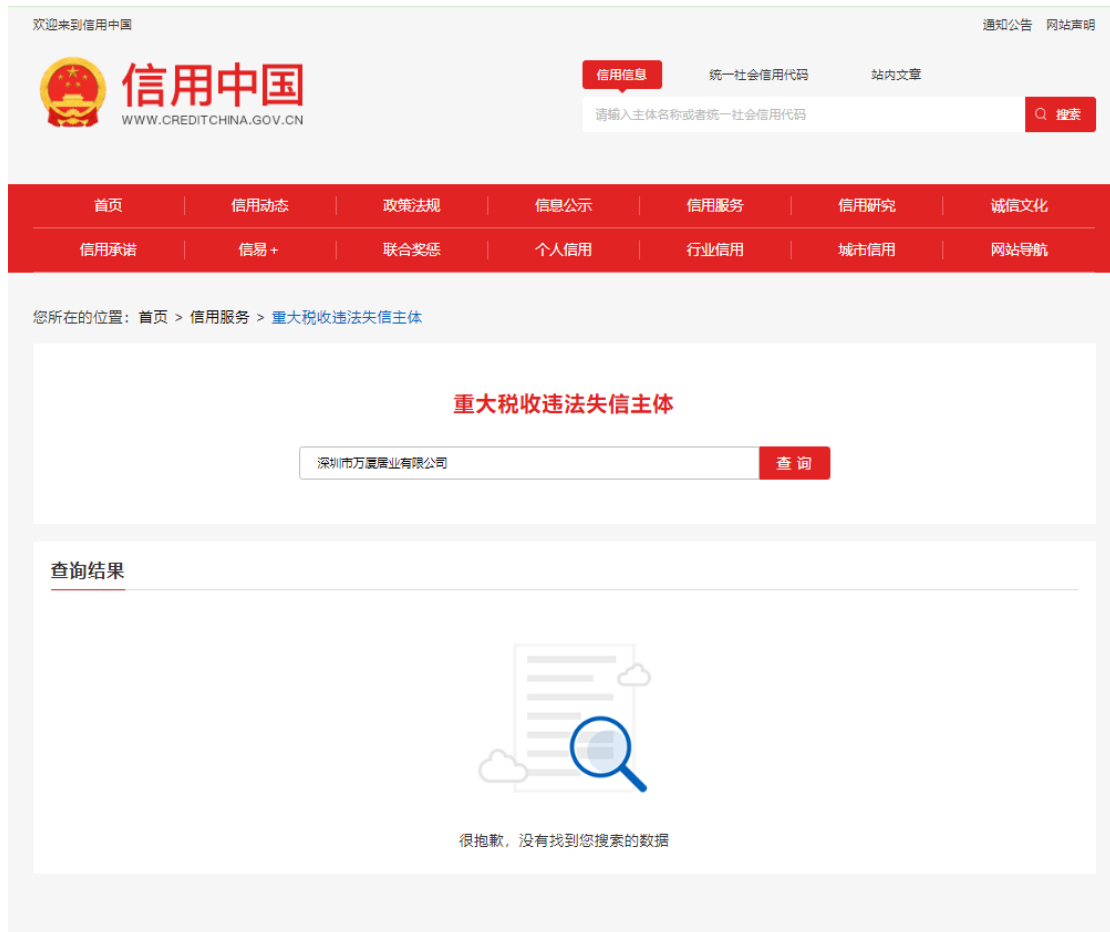 欢迎来到信用中国
通知公告 网站声明
信用中国
WWW.CREDITCHINA.GOV.CN
信用信息 统一社会信用代码 站内文章
请输入主体名称或者统一社会信用代码 搜索
首页 信用动态 政策法规 信息公示 信用服务 信用研究 诚信文化
信用承诺 信易+ 联合奖惩 个人信用 行业信用 城市信用 网站导航
您所在的位置：首页 > 信用服务 > 重大税收违法失信主体
重大税收违法失信主体
深圳市万厦居业有限公司 查询
查询结果
很抱歉，没有找到您搜索的数据